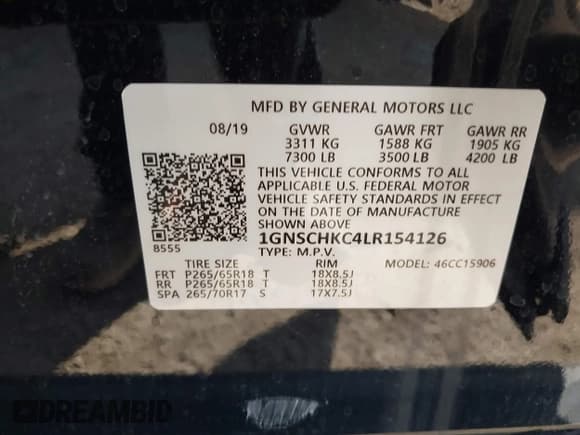 MFD BY GENERAL MOTORS LLC
08/19 GVWR GAWR FRT GAWR RR
3311 KG 1588 KG 1905 KG
7300 LB 3500 LB 4200 LB
THIS VEHICLE CONFORMS TO ALL
APPLICABLE U.S. FEDERAL MOTOR
VEHICLE SAFETY STANDARDS IN EFFECT
ON THE DATE OF MANUFACTURE
SHOWN ABOVE
1GNSCHKC4LR154126
8555 TYPE: M.P.V.
TIRE SIZE RIM MODEL: 46CC15906
FRT P265/65R18 T 18X8.5J
RR P265/65R18 T 18X8.5J
SPA 265/70R17 S 17X7.5J
DREAMBID